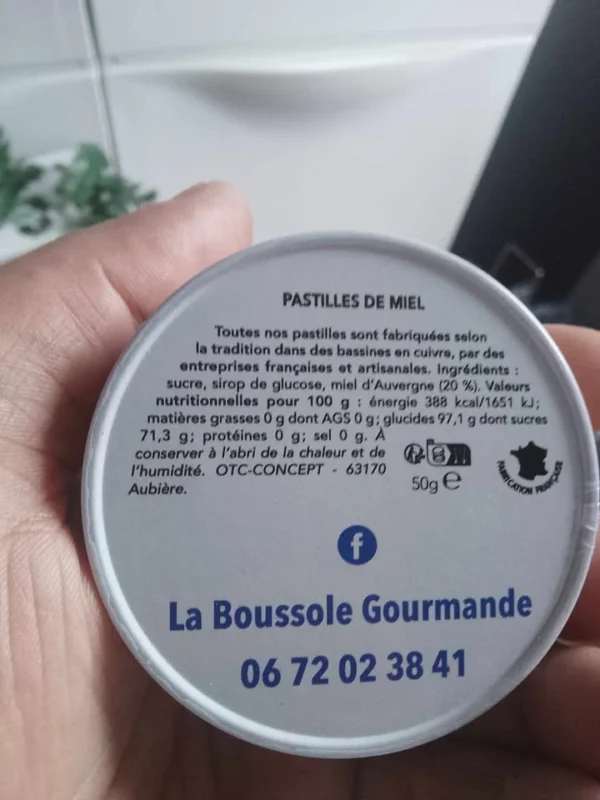 PASTILLES DE MIEL
Toutes nos pastilles sont fabriquées selon
la tradition dans des bassines en cuivre, par des
entreprises françaises et artisanales. Ingrédients :
sucre, sirop de glucose, miel d'Auvergne (20 %). Valeurs
nutritionnelles pour 100 g : énergie 388 kcal/1651 kJ;
matières grasses 0 g dont AGS 0 g; glucides 97,1 g dont sucres
71,3 g; protéines 0 g; sel 0 g. À
conserver à l'abri de la chaleur et de
l'humidité. OTC-CONCEPT - 63170
Aubière.
50g e
FABRICATION FRANÇAISE
f
La Boussole Gourmande
06 72 02 38 41